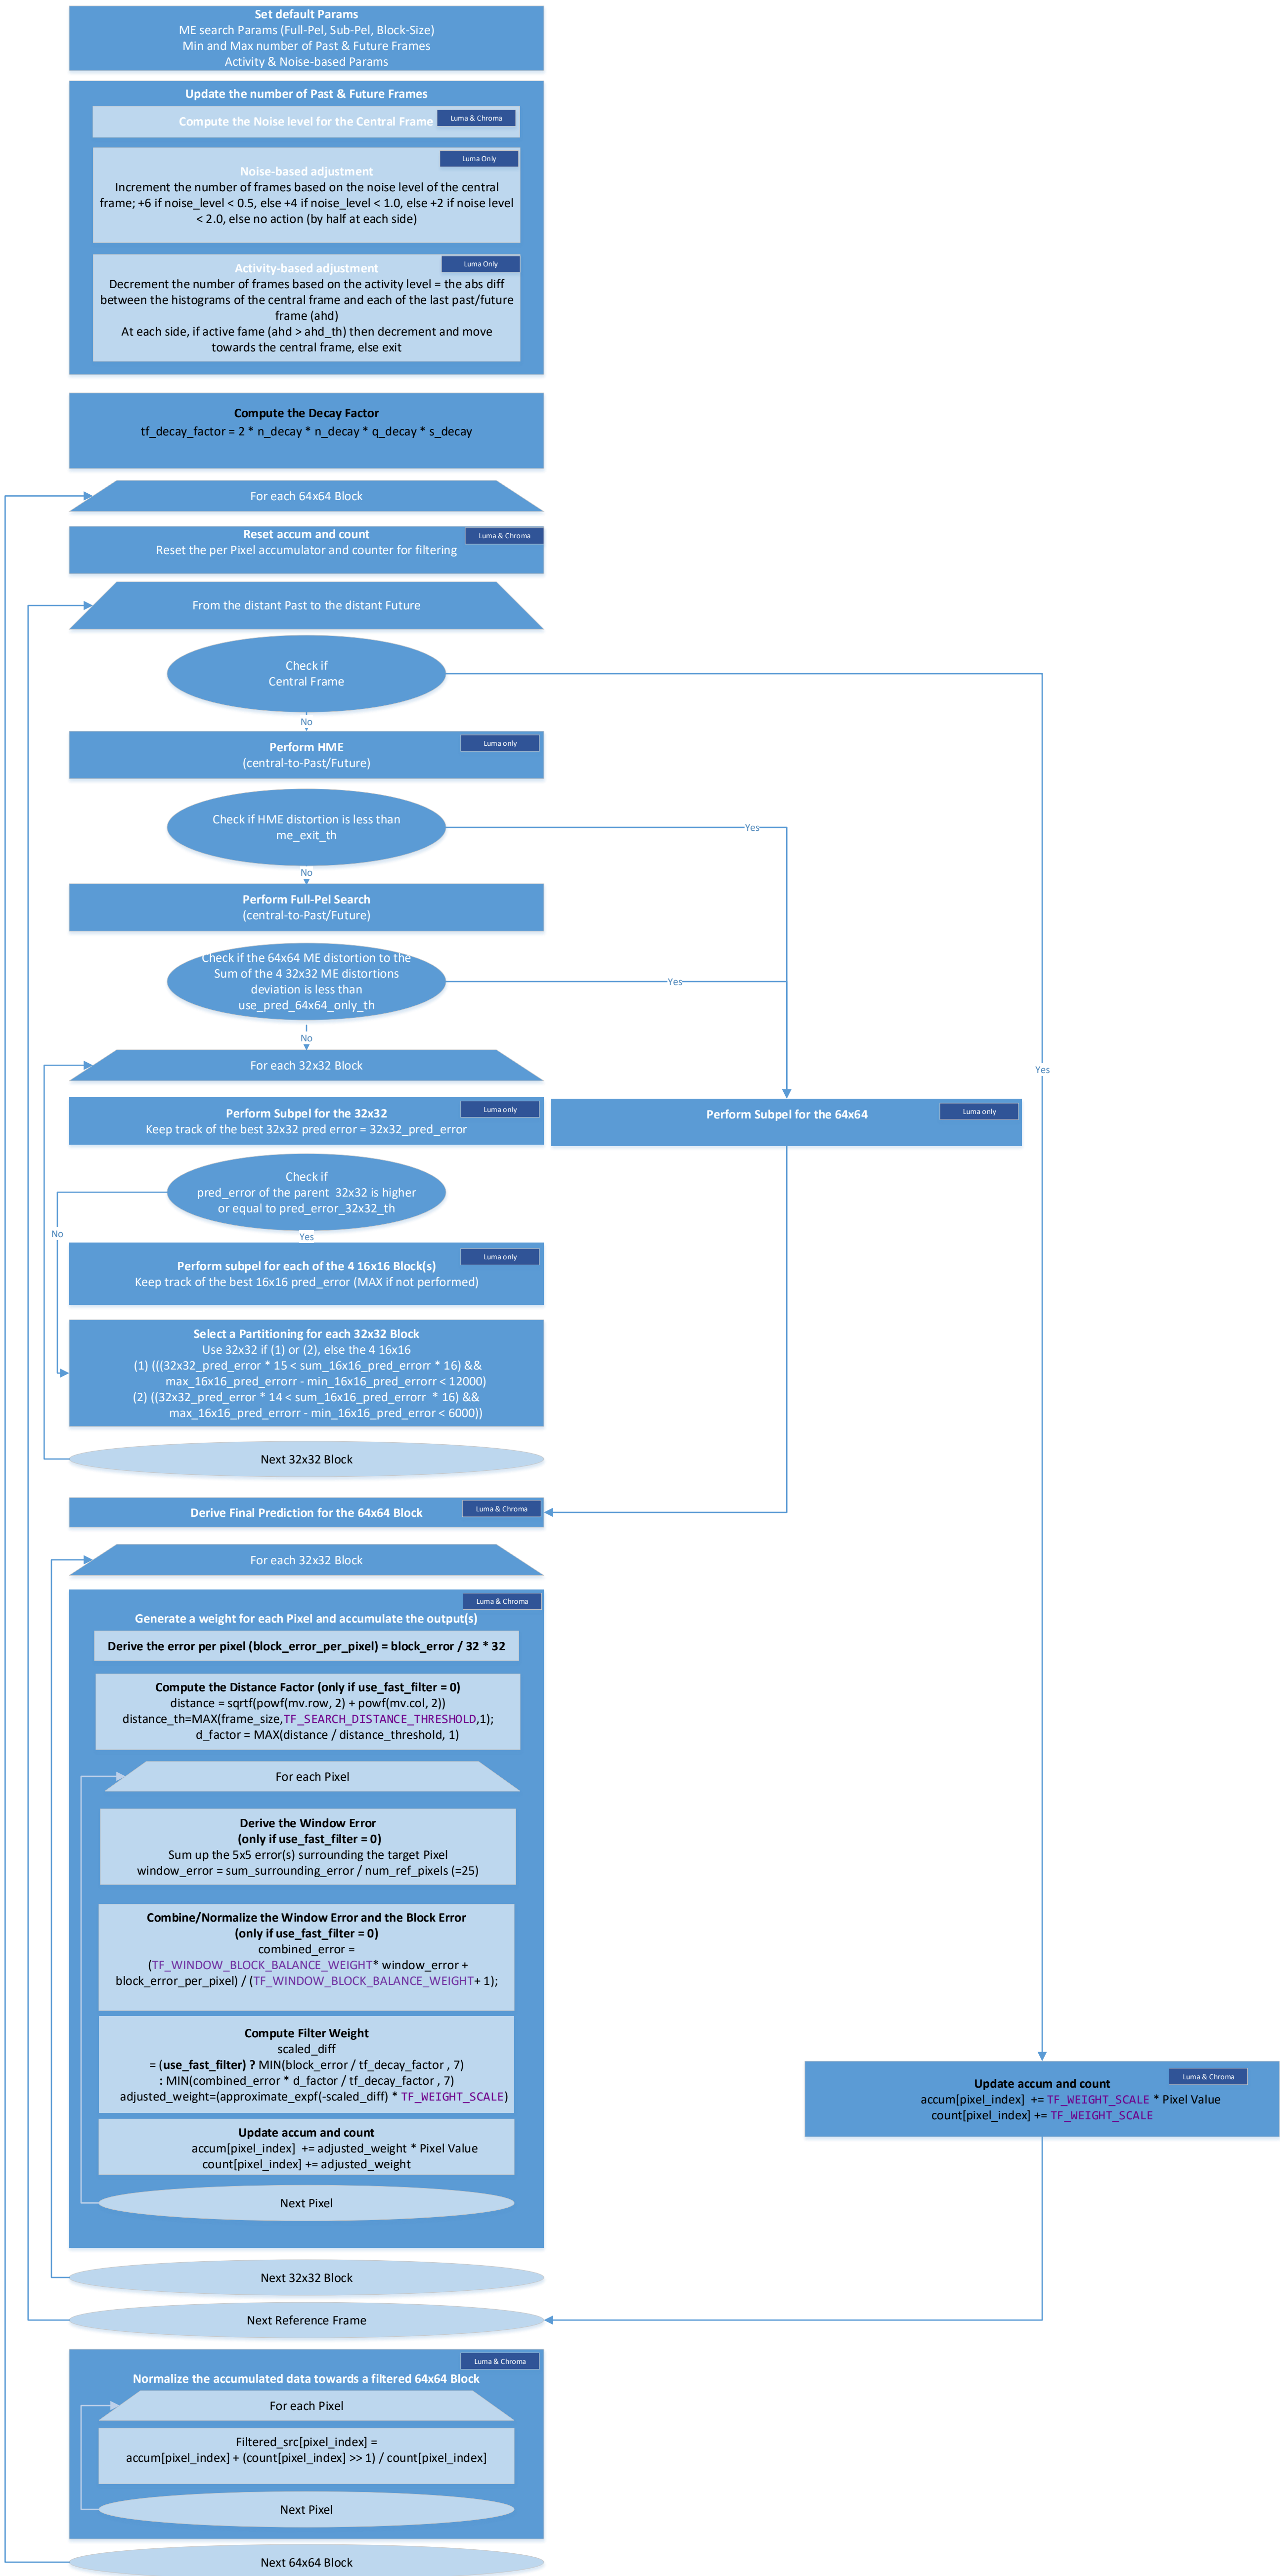 Set default Params
ME search Params (Full-Pel, Sub-Pel, Block-Size)
Min and Max number of Past & Future Frames
Activity & Noise-based Params
Update the number of Past & Future Frames
Compute the Noise level for the Central Frame
Luma & Chroma
Luma Only
Noise-based adjustment
Increment the number of frames based on the noise level of the central
frame; +6 if noise_level < 0.5, else +4 if noise_level < 1.0, else +2 if noise level
< 2.0, else no action (by half at each side)
Luma Only
Activity-based adjustment
Decrement the number of frames based on the activity level = the abs diff
between the histograms of the central frame and each of the last past/future
frame (ahd)
At each side, if active fame (ahd > ahd_th) then decrement and move
towards the central frame, else exit
Compute the Decay Factor
tf_decay_factor = 2 * n_decay * n_decay * q_decay * s_decay
For each 64x64 Block
Reset accum and count
Luma & Chroma
Reset the per Pixel accumulator and counter for filtering
From the distant Past to the distant Future
Check if
Central Frame
No
Perform HME
Luma only
(central-to-Past/Future)
Check if HME distortion is less than
me_exit_th
Yes
No
Perform Full-Pel Search
(central-to-Past/Future)
Check if the 64x64 ME distortion to the
Sum of the 4 32x32 ME distortions
deviation is less than
use_pred_64x64_only_th
Yes
No
For each 32x32 Block
Yes
Perform Subpel for the 32x32
Luma only
Keep track of the best 32x32 pred error = 32x32_pred_error
Perform Subpel for the 64x64
Luma only
Check if
pred_error of the parent  32x32 is higher
or equal to pred_error_32x32_th
No
Yes
Perform subpel for each of the 4 16x16 Block(s)
Luma only
Keep track of the best 16x16 pred_error (MAX if not performed)
Select a Partitioning for each 32x32 Block
Use 32x32 if (1) or (2), else the 4 16x16
(1) (((32x32_pred_error * 15 < sum_16x16_pred_errorr * 16) &&
max_16x16_pred_errorr - min_16x16_pred_errorr < 12000)
(2) ((32x32_pred_error * 14 < sum_16x16_pred_errorr  * 16) &&
max_16x16_pred_errorr - min_16x16_pred_error < 6000))
Next 32x32 Block
Derive Final Prediction for the 64x64 Block
Luma & Chroma
For each 32x32 Block
Luma & Chroma
Generate a weight for each Pixel and accumulate the output(s)
Derive the error per pixel (block_error_per_pixel) = block_error / 32 * 32
Compute the Distance Factor (only if use_fast_filter = 0)
distance = sqrtf(powf(mv.row, 2) + powf(mv.col, 2))
distance_th=MAX(frame_size,TF_SEARCH_DISTANCE_THRESHOLD,1);
d_factor = MAX(distance / distance_threshold, 1)
For each Pixel
Derive the Window Error
(only if use_fast_filter = 0)
Sum up the 5x5 error(s) surrounding the target Pixel
window_error = sum_surrounding_error / num_ref_pixels (=25)
Combine/Normalize the Window Error and the Block Error
(only if use_fast_filter = 0)
combined_error =
(TF_WINDOW_BLOCK_BALANCE_WEIGHT* window_error +
block_error_per_pixel) / (TF_WINDOW_BLOCK_BALANCE_WEIGHT+ 1);
Compute Filter Weight
scaled_diff
= (use_fast_filter) ? MIN(block_error / tf_decay_factor , 7)
: MIN(combined_error * d_factor / tf_decay_factor , 7)
adjusted_weight=(approximate_expf(-scaled_diff) * TF_WEIGHT_SCALE)
Update accum and count
Luma & Chroma
accum[pixel_index]  += TF_WEIGHT_SCALE * Pixel Value
count[pixel_index] += TF_WEIGHT_SCALE
Update accum and count
accum[pixel_index]  += adjusted_weight * Pixel Value
count[pixel_index] += adjusted_weight
Next Pixel
Next 32x32 Block
Next Reference Frame
Luma & Chroma
Normalize the accumulated data towards a filtered 64x64 Block
For each Pixel
Filtered_src[pixel_index] =
accum[pixel_index] + (count[pixel_index] >> 1) / count[pixel_index]
Next Pixel
Next 64x64 Block